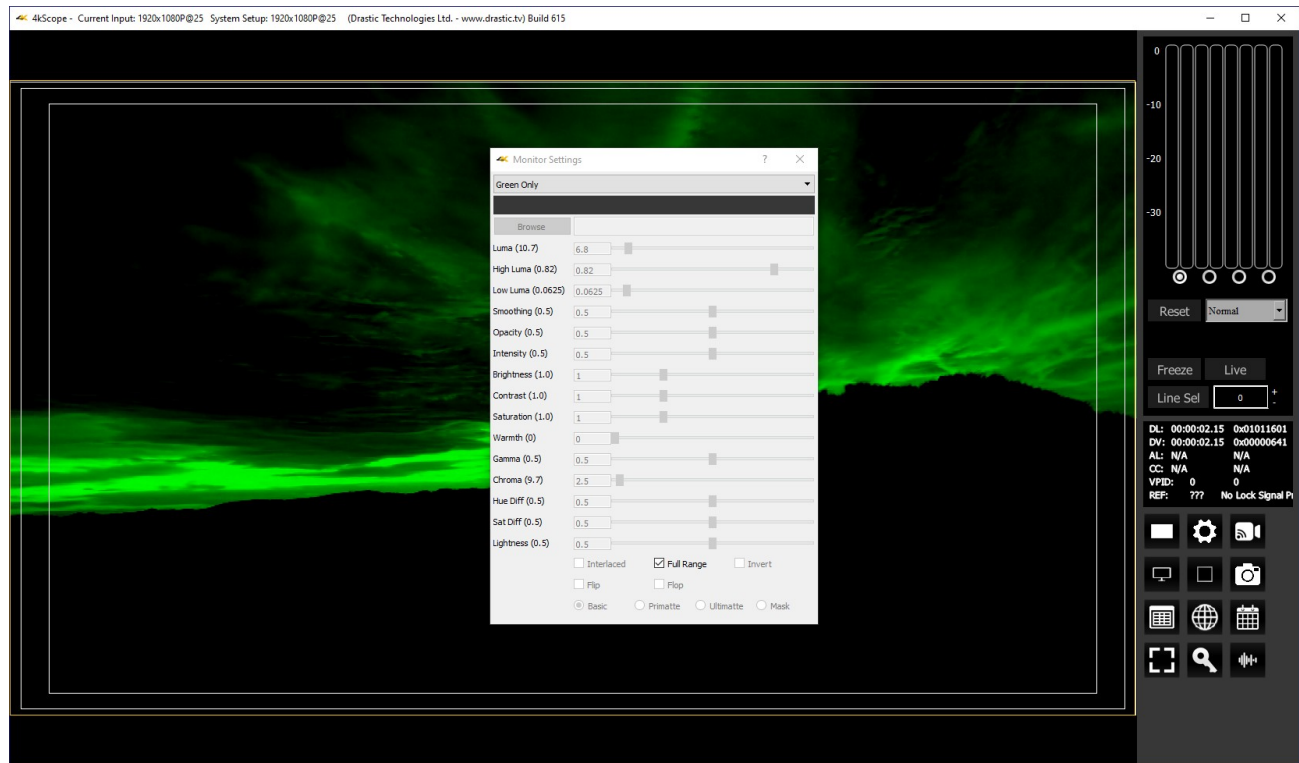 4kScope - Current Input: 1920x1080P@25 System Setup: 1920x1080P@25 (Drastic Technologies Ltd. - www.drastic.tv) Build 615
Monitor Settings ?
Green Only
Browse
Luma (10.7) 6.8
High Luma (0.82) 0.82
Low Luma (0.0625) 0.0625
Smoothing (0.5) 0.5
Opacity (0.5) 0.5
Intensity (0.5) 0.5
Brightness (1.0) 1
Contrast (1.0) 1
Saturation (1.0) 1
Warmth (0) 0
Gamma (0.5) 0.5
Chroma (9.7) 2.5
Hue Diff (0.5) 0.5
Sat Diff (0.5) 0.5
Lightness (0.5) 0.5
Interlaced Full Range Invert
Flip Flop
Basic Primatte Ultimatte Mask
0
-10
-20
-30
Reset Normal
Freeze Live
Line Sel 0 + -
DL: 00:00:02.15 0x01011601
DV: 00:00:02.15 0x00000641
AL: N/A N/A
CC: N/A N/A
VPID: 0 0
REF: ??? No Lock Signal